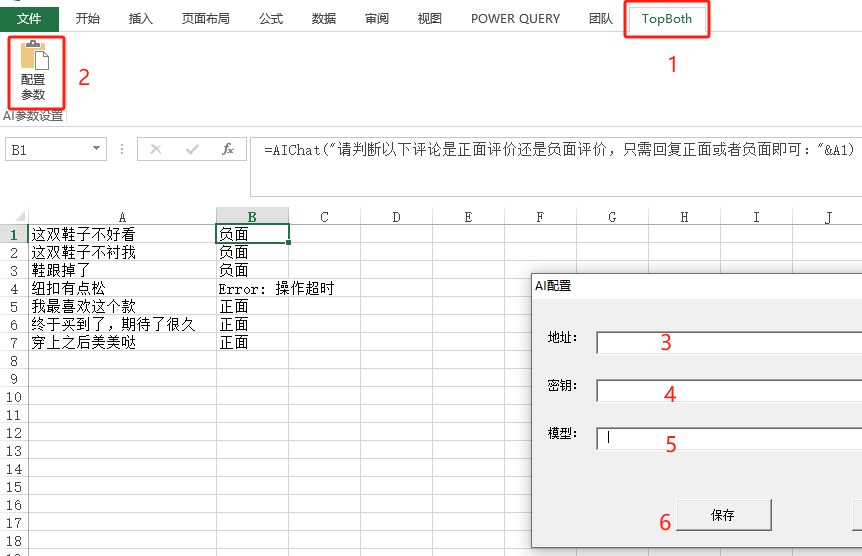 文件 开始 插入 页面布局 公式 数据 审阅 视图 POWER QUERY 团队 TopBoth
1
配置
参数
2
AI参数设置
B1 fx =AIChat("请判断以下评论是正面评价还是负面评价，只需回复正面或者负面即可："&A1)
A B C D E F G H I J
1 这双鞋子不好看 负面
2 这双鞋子不衬我 负面
3 鞋跟掉了 负面
4 纽扣有点松 Error: 操作超时
5 我最喜欢这个款 正面
6 终于买到了，期待了很久 正面
7 穿上之后美美哒 正面
8
9
10
11
12
13
14
15
16
17
18
AI配置
地址： 3
密钥： 4
模型： 5
6 保存